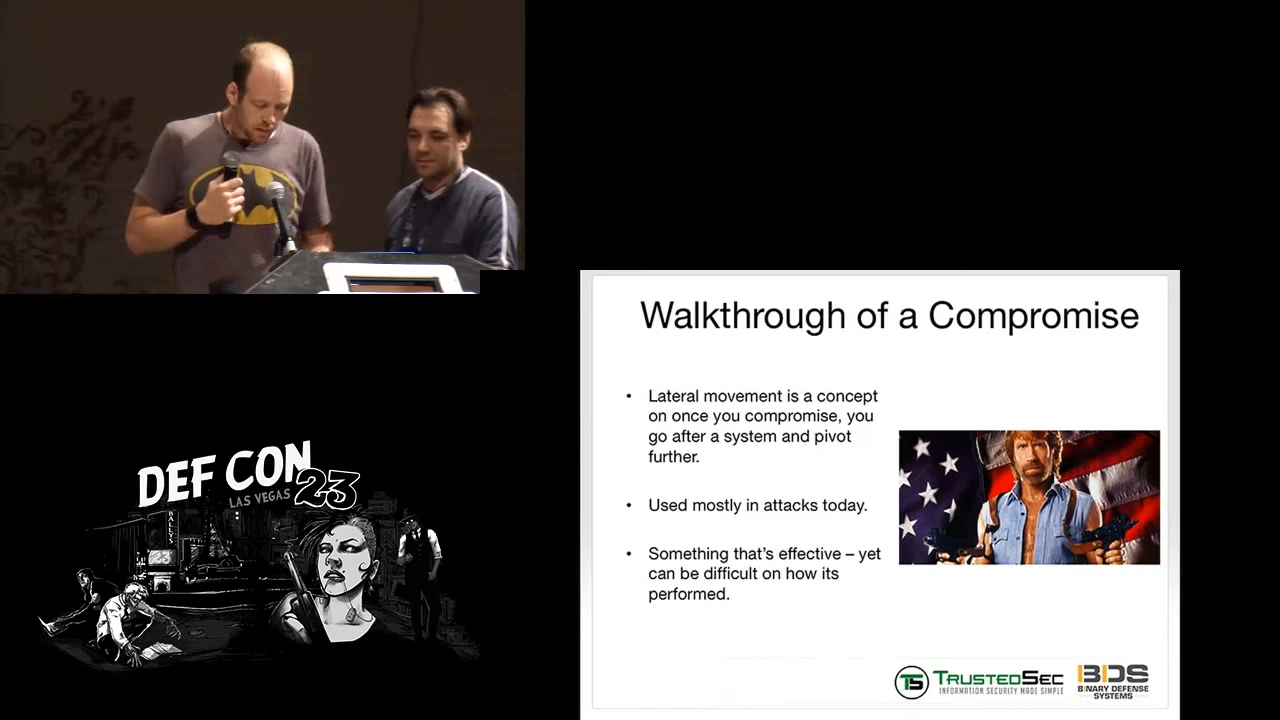 DEF CON
LAS VEGAS 23
BALLY'S
Walkthrough of a Compromise
• Lateral movement is a concept
on once you compromise, you
go after a system and pivot
further.
• Used mostly in attacks today.
• Something that's effective – yet
can be difficult on how its
performed.
TS TRUSTEDSEC
INFORMATION SECURITY MADE SIMPLE
BDS
BINARY DEFENSE
SYSTEMS